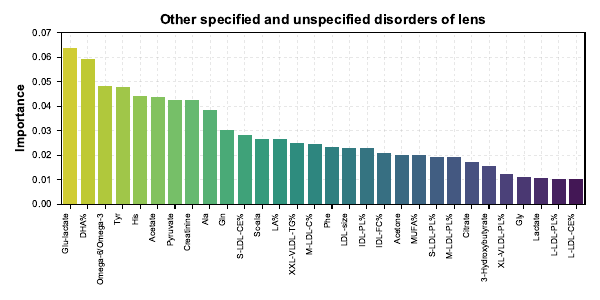 Other specified and unspecified disorders of lens
Importance
0.07
0.06
0.05
0.04
0.03
0.02
0.01
0.00
Glu-lactate
DHA%
Omega-6/Omega-3
Tyr
His
Acetate
Pyruvate
Creatinine
Ala
Gln
S-LDL-CE%
LA%
XXL-VLDL-TG%
M-LDL-C%
Phe
LDL-size
IDL-PL%
IDL-FC%
Acetone
MUFA%
S-LDL-PL%
M-LDL-PL%
Citrate
3-Hydroxybutyrate
XL-VLDL-PL%
Gly
Lactate
L-LDL-PL%
L-LDL-CE%